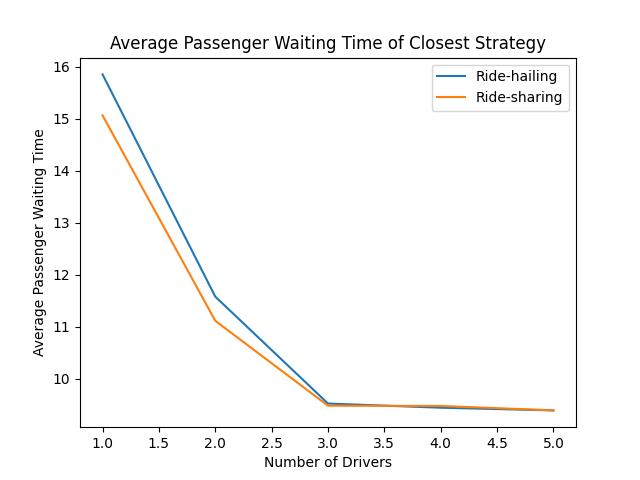 Average Passenger Waiting Time of Closest Strategy
Ride-hailing
Ride-sharing
Average Passenger Waiting Time
16
15
14
13
12
11
10
1.0 1.5 2.0 2.5 3.0 3.5 4.0 4.5 5.0
Number of Drivers